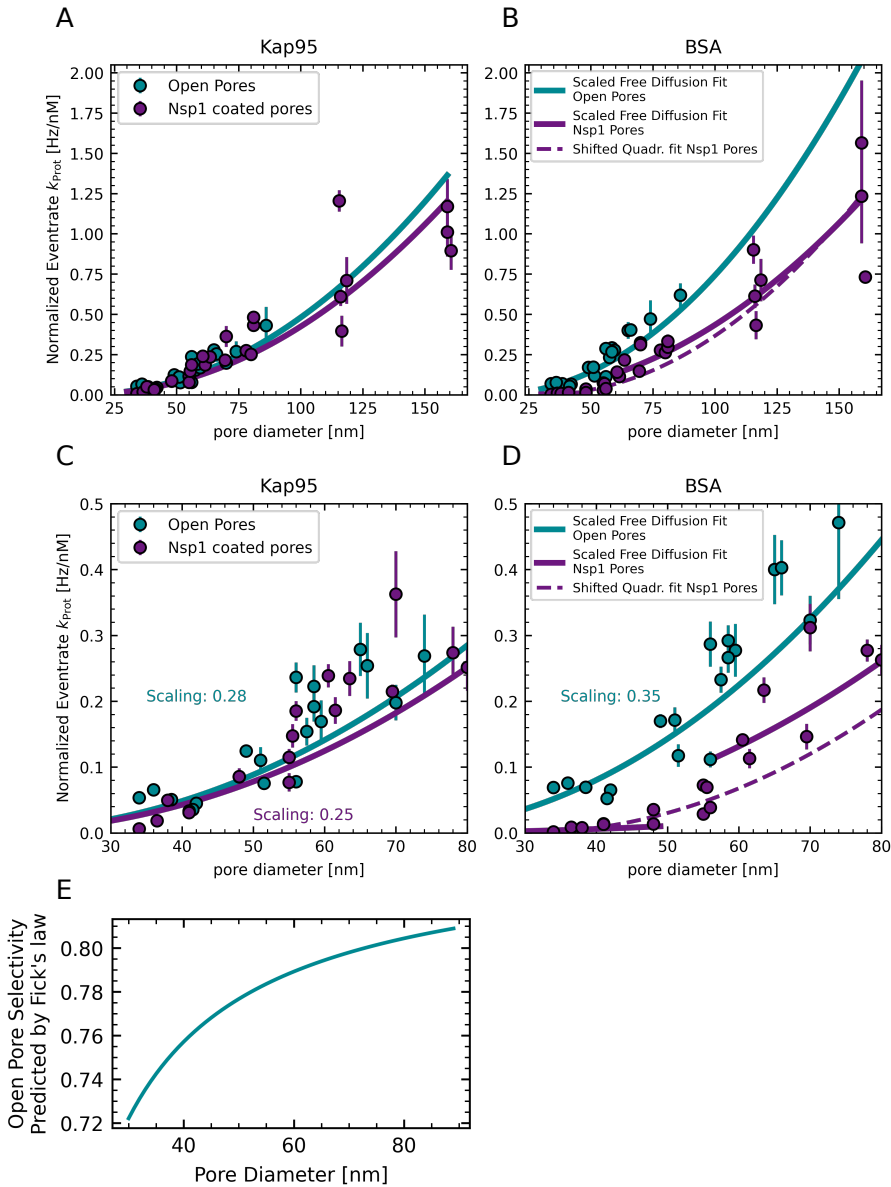 A
Kap95
Normalized Eventrate kProt [Hz/nM]
2.00
1.75
1.50
1.25
1.00
0.75
0.50
0.25
0.00
Open Pores
Nsp1 coated pores
25
50
75
100
125
150
pore diameter [nm]
B
BSA
2.00
1.75
1.50
1.25
1.00
0.75
0.50
0.25
0.00
Scaled Free Diffusion Fit
Open Pores
Scaled Free Diffusion Fit
Nsp1 Pores
Shifted Quadr. fit Nsp1 Pores
25
50
75
100
125
150
pore diameter [nm]
C
Kap95
Normalized Eventrate kProt [Hz/nM]
0.5
0.4
0.3
0.2
0.1
0.0
Open Pores
Nsp1 coated pores
Scaling: 0.28
Scaling: 0.25
30
40
50
60
70
80
pore diameter [nm]
D
BSA
0.5
0.4
0.3
0.2
0.1
0.0
Scaled Free Diffusion Fit
Open Pores
Scaled Free Diffusion Fit
Nsp1 Pores
Shifted Quadr. fit Nsp1 Pores
Scaling: 0.35
30
40
50
60
70
80
pore diameter [nm]
E
Open Pore Selectivity
Predicted by Fick's law
0.80
0.78
0.76
0.74
0.72
40
60
80
Pore Diameter [nm]